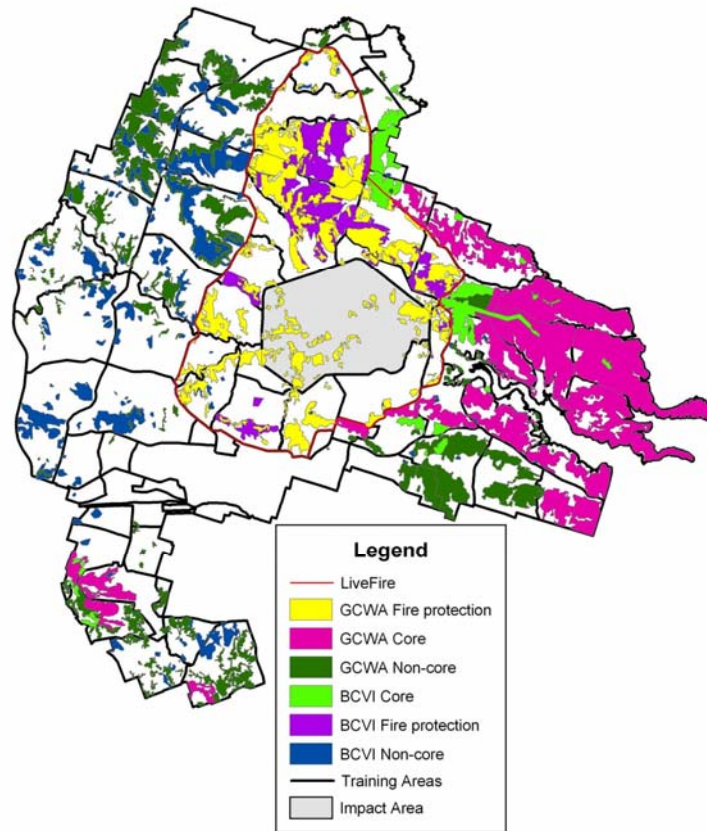 Legend
LiveFire
GCWA Fire protection
GCWA Core
GCWA Non-core
BCVI Core
BCVI Fire protection
BCVI Non-core
Training Areas
Impact Area